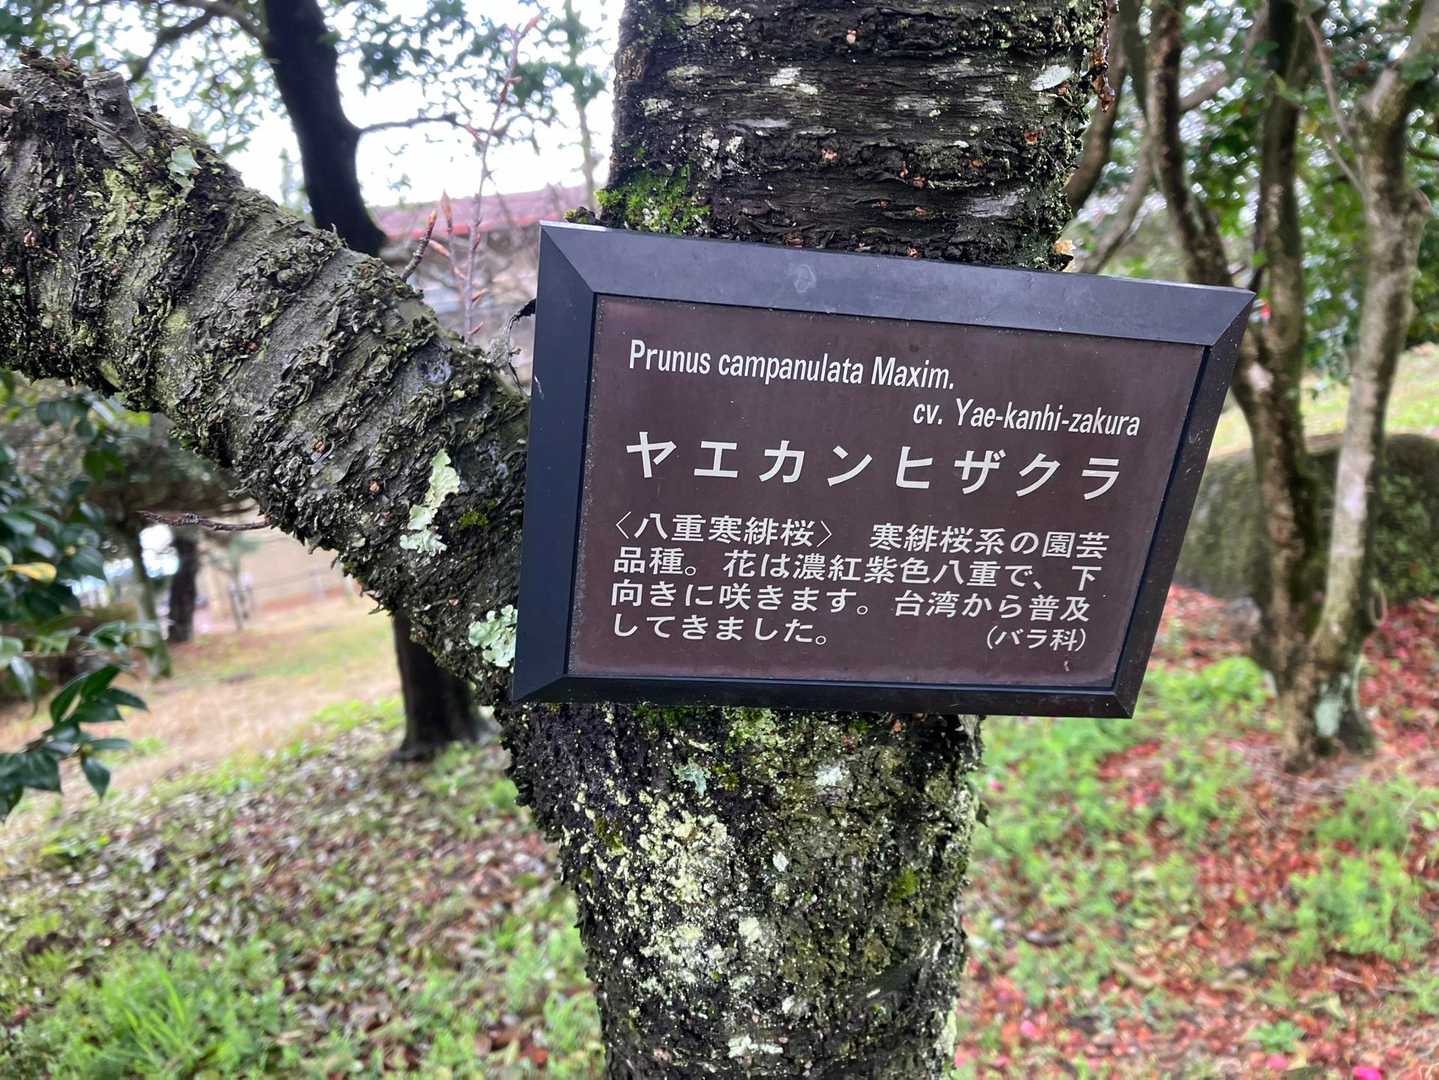 Prunus campanulata Maxim.
cv. Yae-kanhi-zakura
ヤエカンヒザクラ
〈八重寒緋桜〉　寒緋桜系の園芸
品種。花は濃紅紫色八重で、下
向きに咲きます。台湾から普及
してきました。　（バラ科）